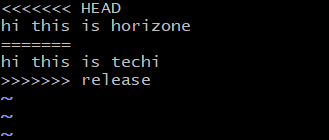 <<<<<<< HEAD
hi this is horizone
=======
hi this is techi
>>>>>>> release
~
~
~